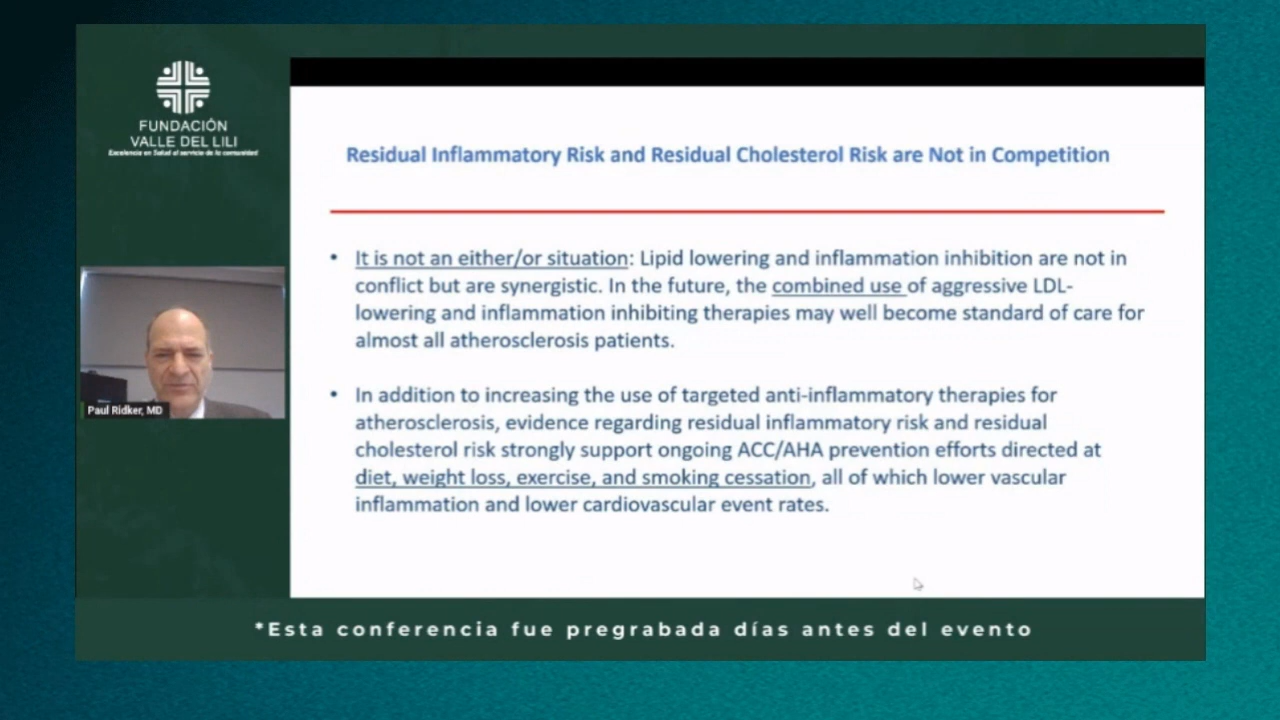 FUNDACIÓN
VALLE DEL LILI
Excelencia en Salud al servicio de la comunidad
Residual Inflammatory Risk and Residual Cholesterol Risk are Not in Competition
• It is not an either/or situation: Lipid lowering and inflammation inhibition are not in
conflict but are synergistic. In the future, the combined use of aggressive LDL-
lowering and inflammation inhibiting therapies may well become standard of care for
almost all atherosclerosis patients.
• In addition to increasing the use of targeted anti-inflammatory therapies for
atherosclerosis, evidence regarding residual inflammatory risk and residual
cholesterol risk strongly support ongoing ACC/AHA prevention efforts directed at
diet, weight loss, exercise, and smoking cessation, all of which lower vascular
inflammation and lower cardiovascular event rates.
Paul Ridker, MD
*Esta conferencia fue pregrabada días antes del evento